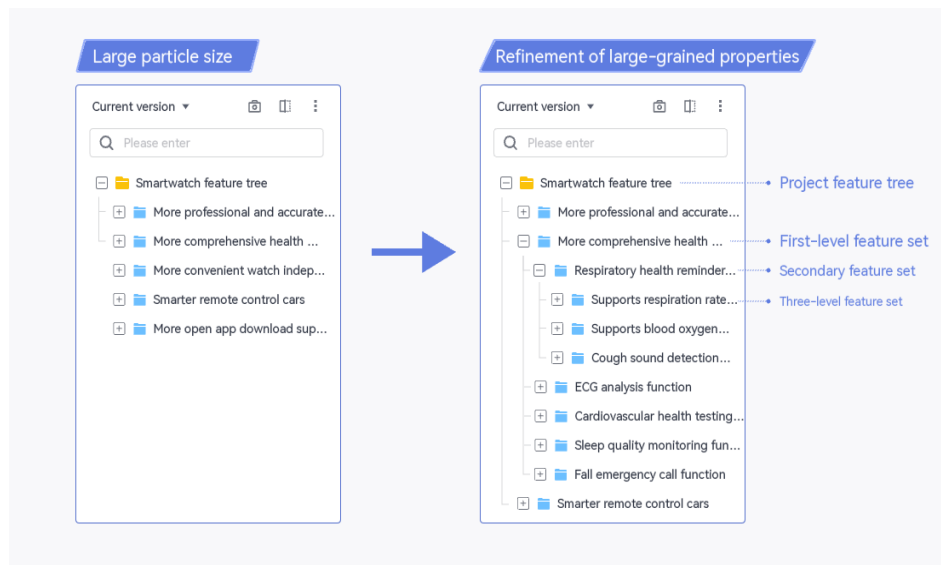 Large particle size
Current version
Please enter
Smartwatch feature tree
More professional and accurate...
More comprehensive health ...
More convenient watch indep...
Smarter remote control cars
More open app download sup...
Refinement of large-grained properties
Current version
Please enter
Smartwatch feature tree
Project feature tree
More professional and accurate...
More comprehensive health ...
First-level feature set
Respiratory health reminder...
Secondary feature set
Supports respiration rate...
Three-level feature set
Supports blood oxygen...
Cough sound detection...
ECG analysis function
Cardiovascular health testing...
Sleep quality monitoring fun...
Fall emergency call function
Smarter remote control cars